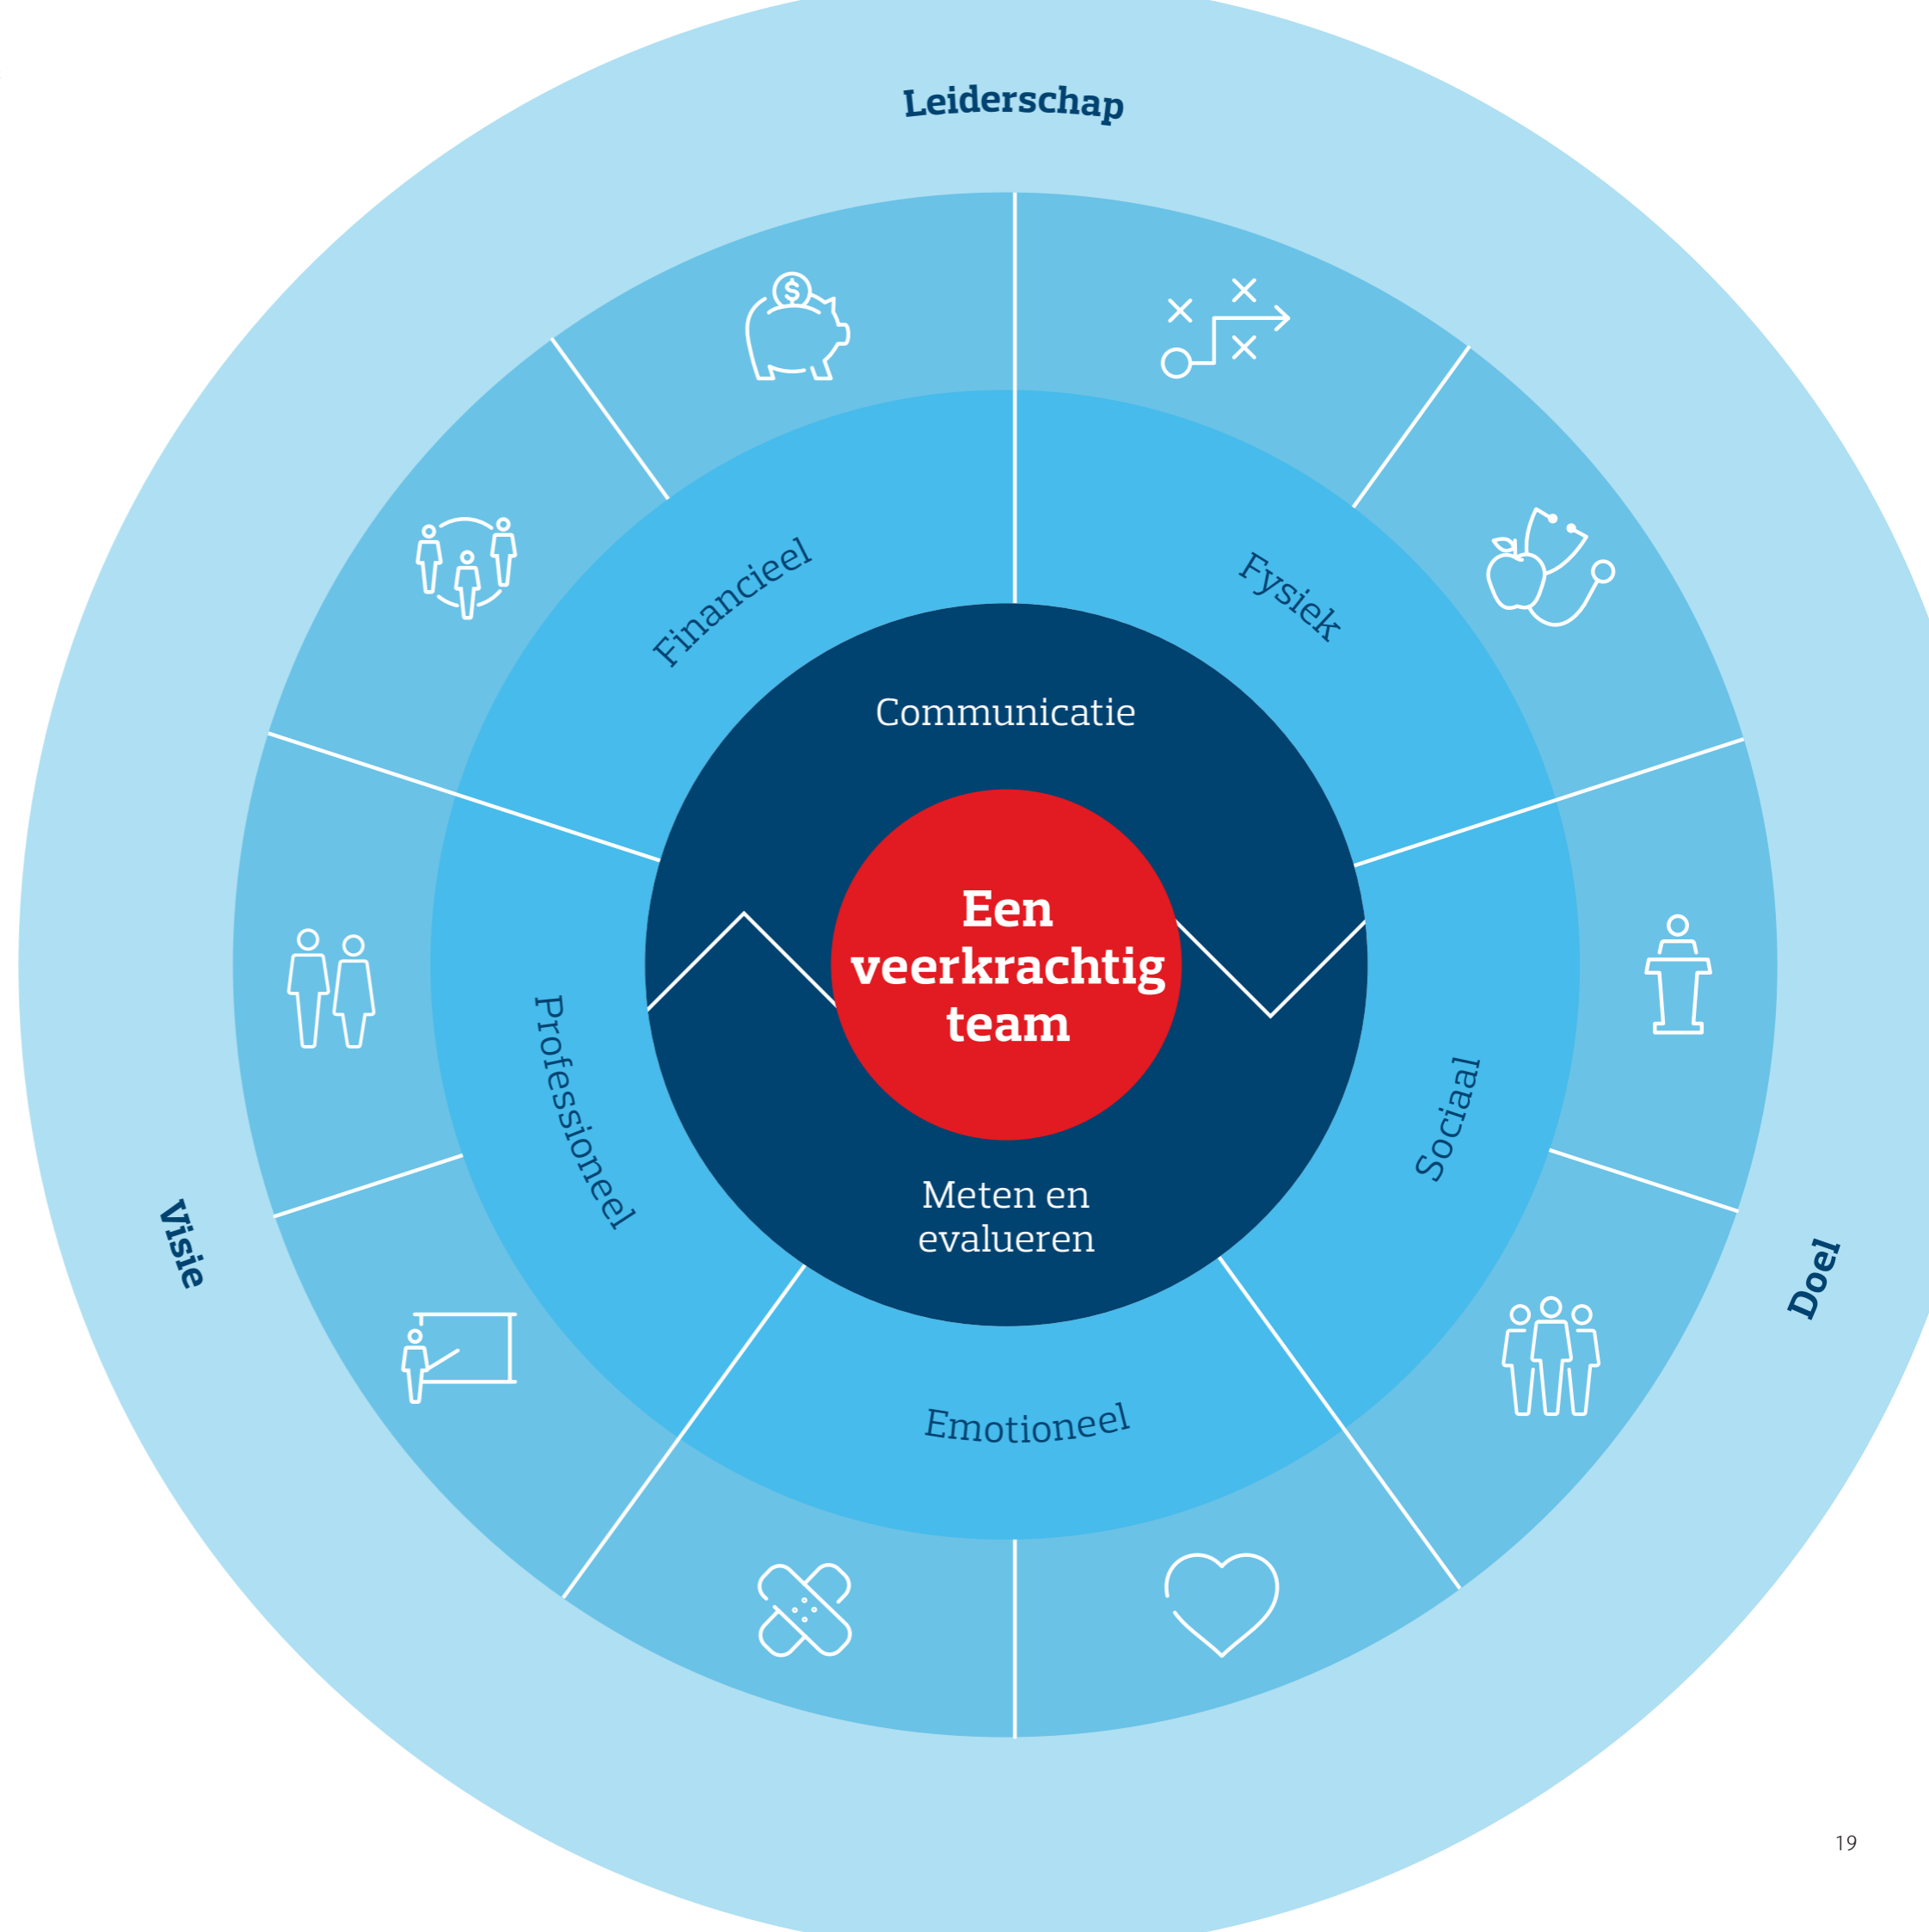 Leiderschap
Financieel
Fysiek
Communicatie
Een
veerkrachtig
team
Professioneel
Sociaal
Meten en
evalueren
Visie
Doel
Emotioneel
19